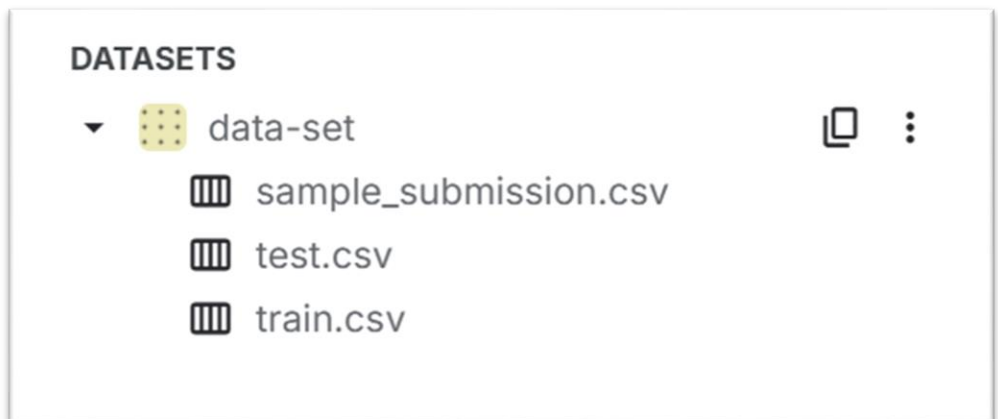 DATASETS
data-set
sample_submission.csv
test.csv
train.csv